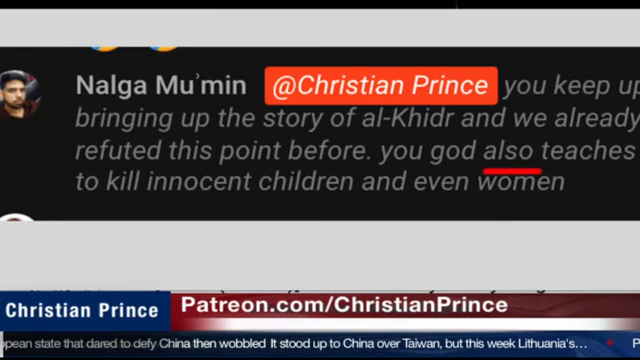 Nalga Mu'min @Christian Prince you keep up
bringing up the story of al-Khidr and we already
refuted this point before. you god also teaches
to kill innocent children and even women
Christian Prince
Patreon.com/ChristianPrince
opean state that dared to defy China then wobbled It stood up to China over Taiwan, but this week Lithuania's…